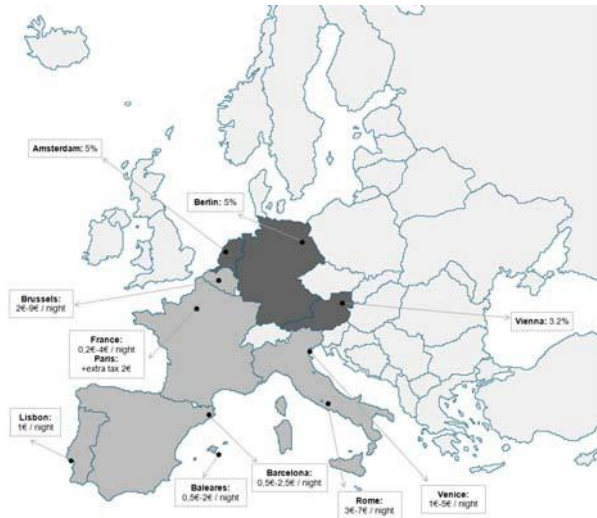 Amsterdam: 5%
Berlin: 5%
Brussels:
2€-9€ / night
Vienna: 3.2%
France:
0,2€-4€ / night
Paris:
+extra tax 2€
Lisbon:
1€ / night
Barcelona:
0,5€-2,5€ / night
Baleares:
0,5€-2€ / night
Venice:
1€-5€ / night
Rome:
3€-7€ / night